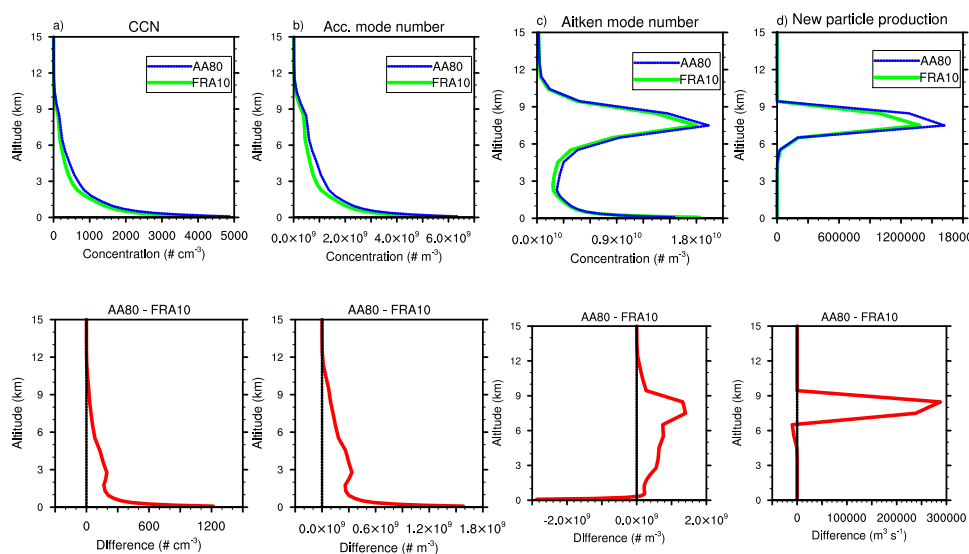 a) CCN
15
12
9
6
3
0
Altitude (km)
AA80
FRA10
0 1000 2000 3000 4000 5000
Concentration (# cm-3)
b) Acc. mode number
15
12
9
6
3
0
Altitude (km)
AA80
FRA10
0.0×10⁹ 2.0×10⁹ 4.0×10⁹ 6.0×10⁹
Concentration (# m-3)
c) Aitken mode number
15
12
9
6
3
0
Altitude (km)
AA80
FRA10
0.0×10¹⁰ 0.9×10¹⁰ 1.8×10¹⁰
Concentration (# m-3)
d) New particle production
15
12
9
6
3
0
Altitude (km)
AA80
FRA10
0 600000 1200000 18000
Concentration (# m-3)
AA80 - FRA10
15
12
9
6
3
0
Altitude (km)
0 600 1200
Difference (# cm-3)
AA80 - FRA10
15
12
9
6
3
0
Altitude (km)
0.0×10⁹ 0.6×10⁹ 1.2×10⁹ 1.8×10⁹
Difference (# m-3)
AA80 - FRA10
15
12
9
6
3
0
Altitude (km)
-2.0×10⁹ 0.0×10⁹ 2.0×10⁹
Difference (# m-3)
AA80 - FRA10
15
12
9
6
3
0
Altitude (km)
0 100000 200000 300000
Difference (m³ s-1)